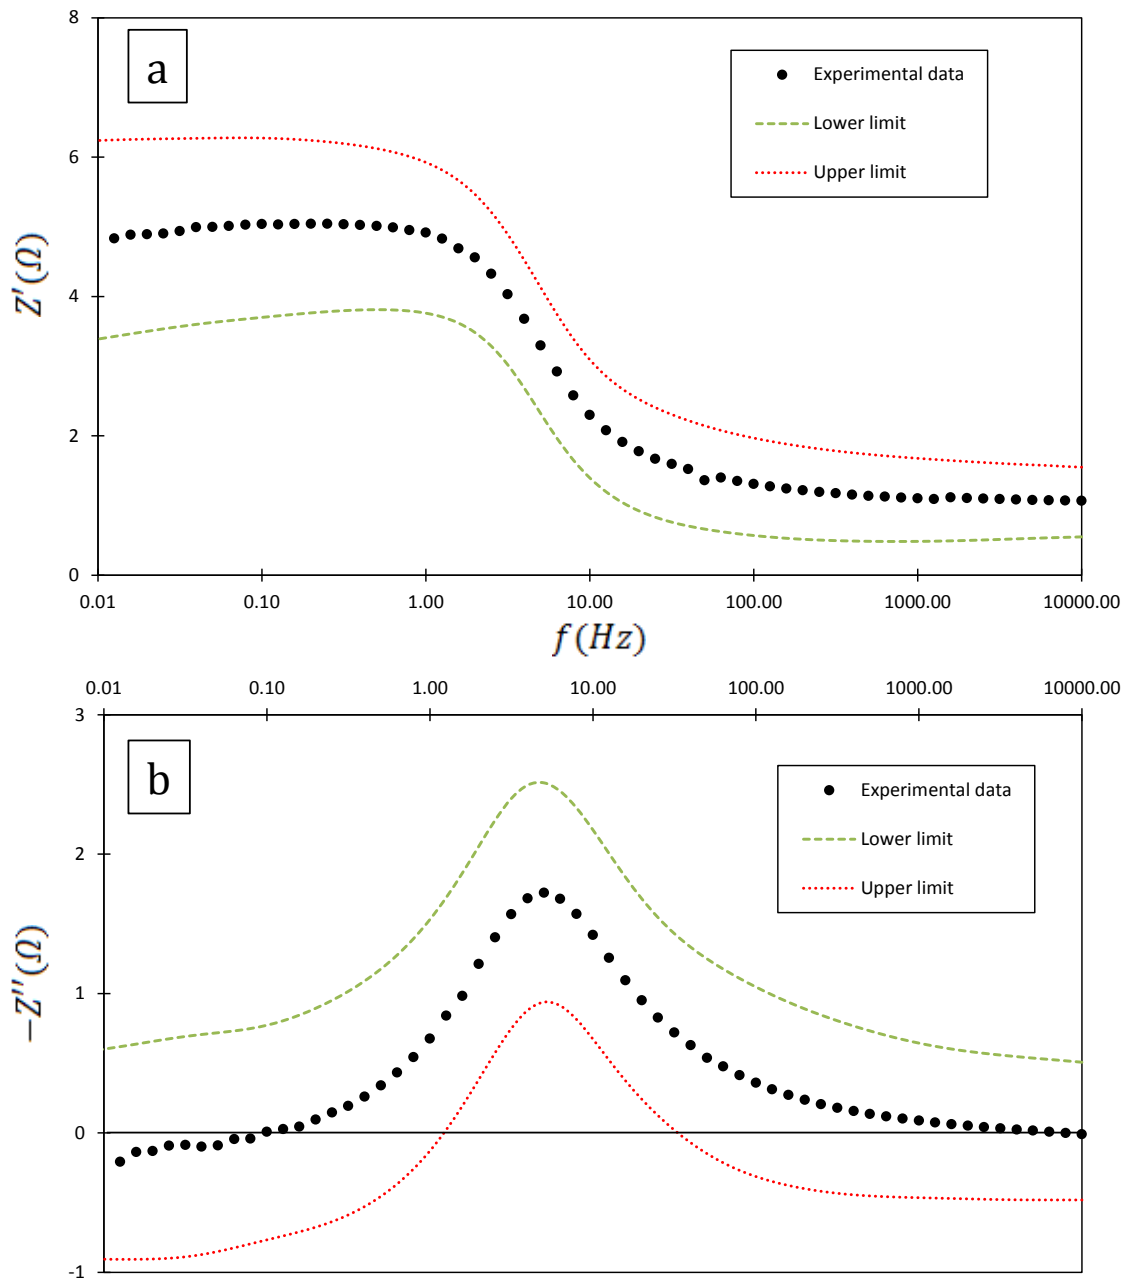 8
a
Experimental data
Lower limit
Upper limit
6
4
2
0
Z′(Ω)
0.01 0.10 1.00 10.00 100.00 1000.00 10000.00
f(Hz)
0.01 0.10 1.00 10.00 100.00 1000.00 10000.00
3
b
Experimental data
Lower limit
Upper limit
2
1
0
-1
−Z′′(Ω)